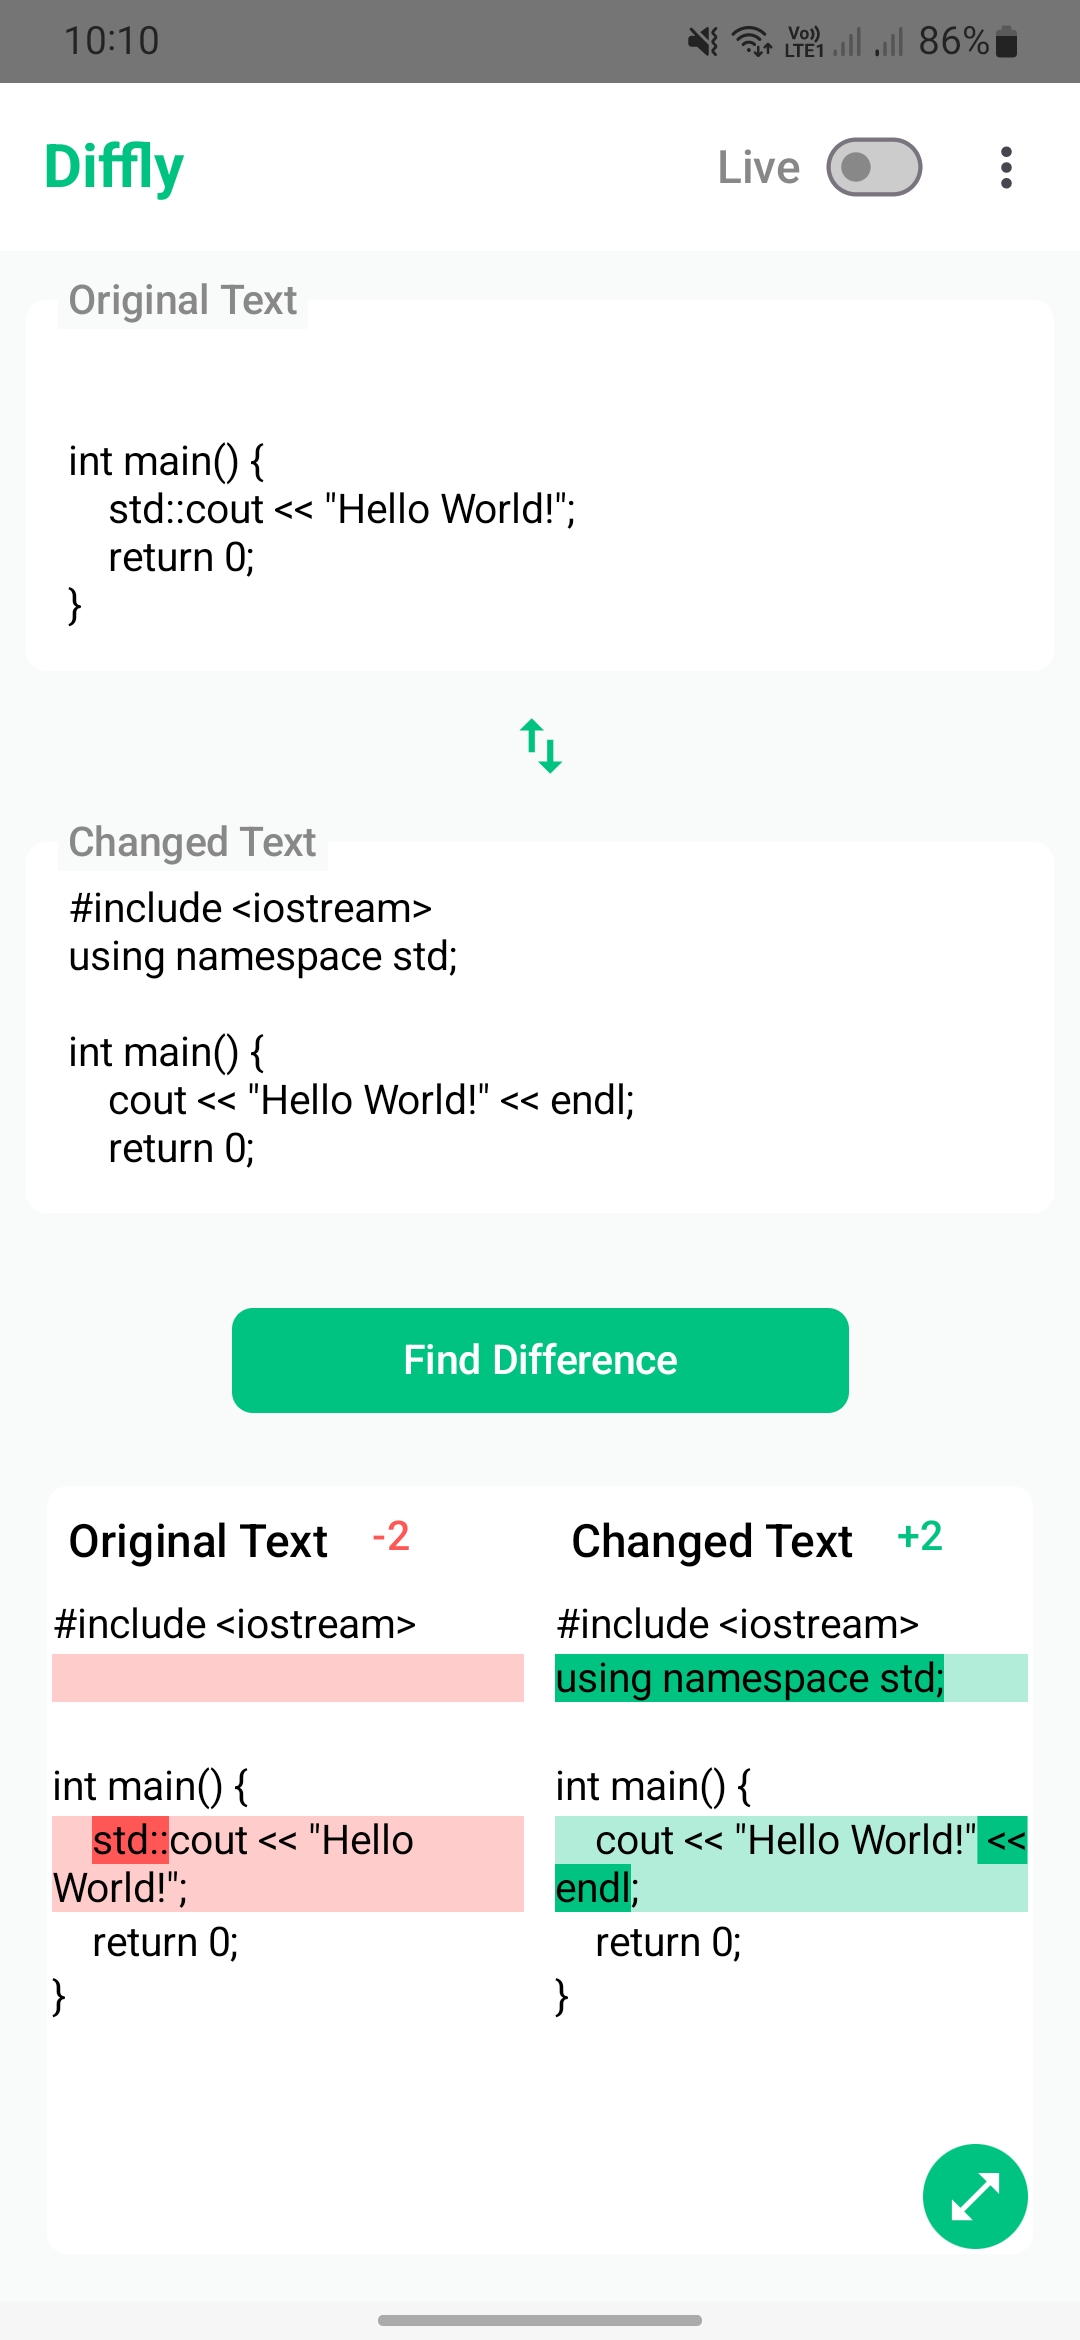 10:10 Vo)) LTE1 86%
Diffly Live
Original Text
int main() {
    std::cout << "Hello World!";
    return 0;
}
Changed Text
#include <iostream>
using namespace std;

int main() {
    cout << "Hello World!" << endl;
    return 0;
Find Difference
Original Text -2
#include <iostream>

int main() {
    std::cout << "Hello
World!";
    return 0;
}
Changed Text +2
#include <iostream>
using namespace std;

int main() {
    cout << "Hello World!" <<
endl;
    return 0;
}